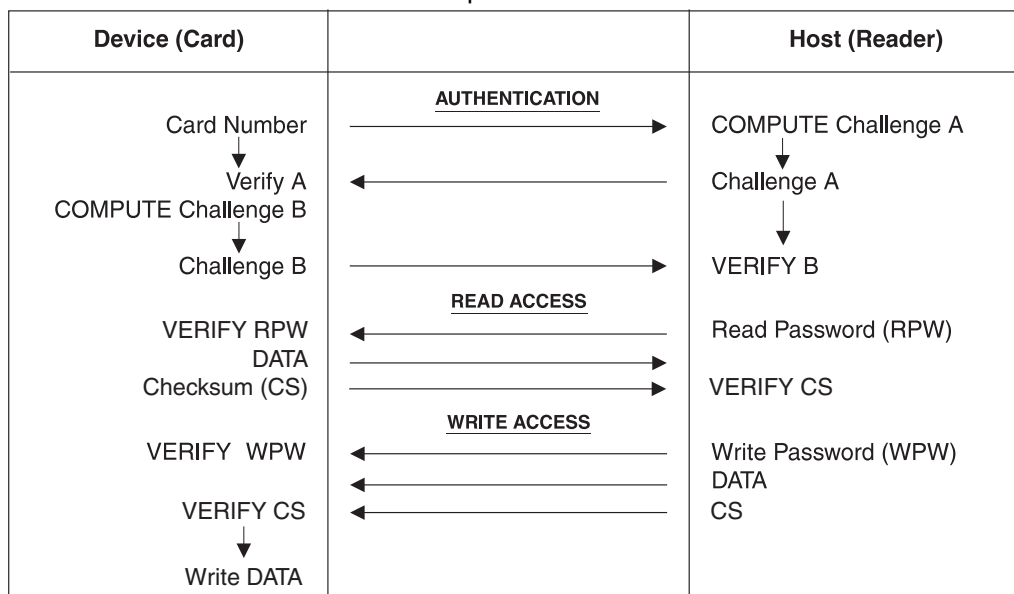 Device (Card) Host (Reader)
AUTHENTICATION
Card Number COMPUTE Challenge A
Verify A Challenge A
COMPUTE Challenge B
Challenge B VERIFY B
READ ACCESS
VERIFY RPW Read Password (RPW)
DATA
Checksum (CS) VERIFY CS
WRITE ACCESS
VERIFY WPW Write Password (WPW)
DATA
VERIFY CS CS
Write DATA